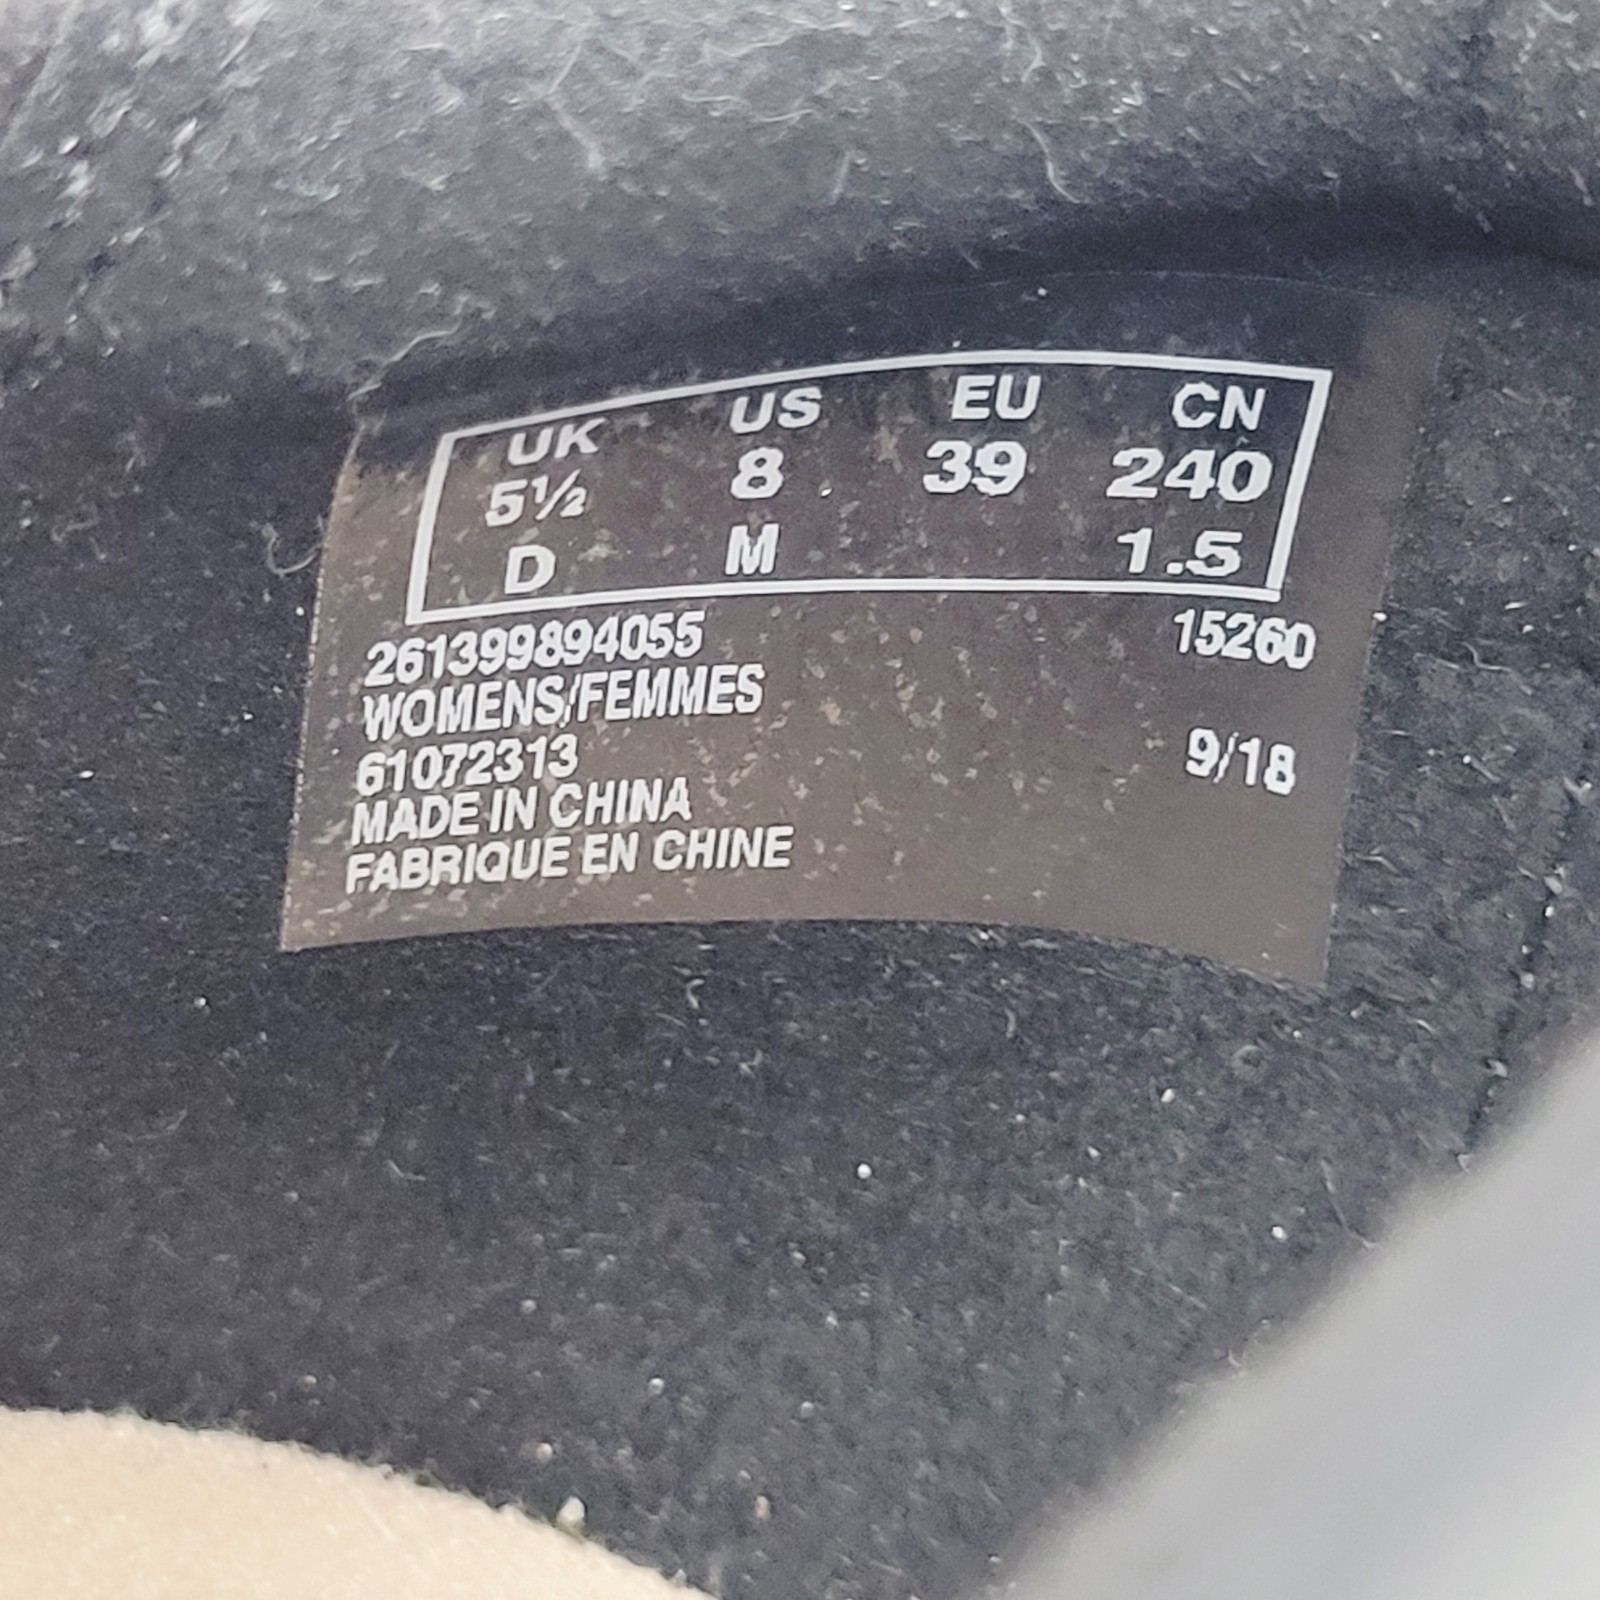 UK US EU CN
5½ 8 39 240
D M 1.5
261399894055 15260
WOMENS/FEMMES
61072313 9/18
MADE IN CHINA
FABRIQUE EN CHINE